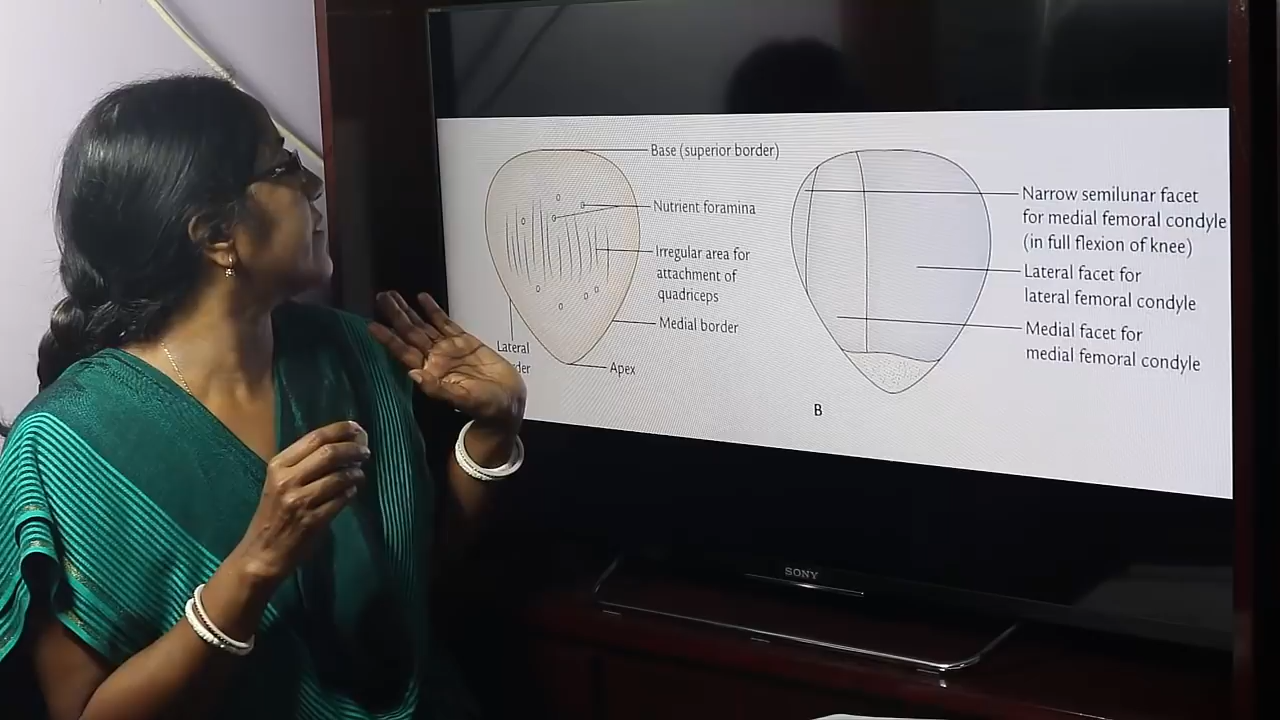 Base (superior border)
Nutrient foramina
Irregular area for
attachment of
quadriceps
Medial border
Lateral
Apex
Narrow semilunar facet
for medial femoral condyle
(in full flexion of knee)
Lateral facet for
lateral femoral condyle
Medial facet for
medial femoral condyle
B
SONY